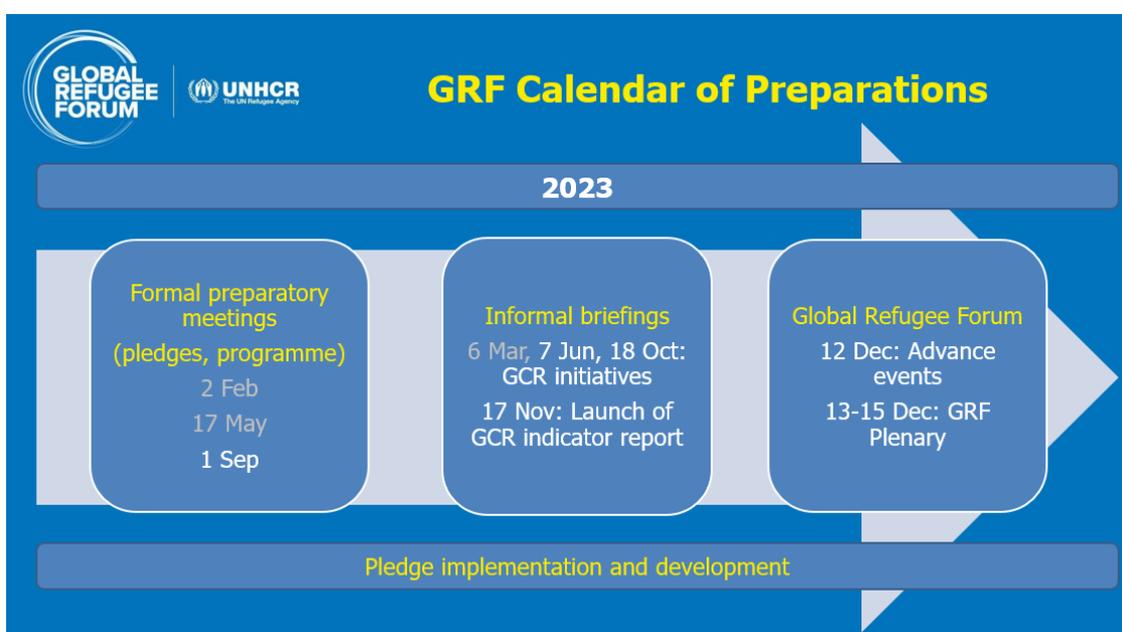 GLOBAL
REFUGEE
FORUM
UNHCR
The UN Refugee Agency
GRF Calendar of Preparations
2023
Formal preparatory
meetings
(pledges, programme)
2 Feb
17 May
1 Sep
Informal briefings
6 Mar, 7 Jun, 18 Oct:
GCR initiatives
17 Nov: Launch of
GCR indicator report
Global Refugee Forum
12 Dec: Advance
events
13-15 Dec: GRF
Plenary
Pledge implementation and development